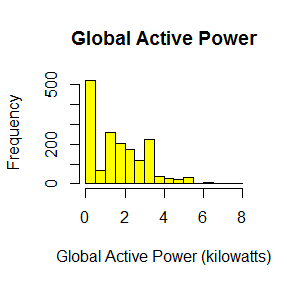 Global Active Power
Frequency
500
200
0
0 2 4 6 8
Global Active Power (kilowatts)